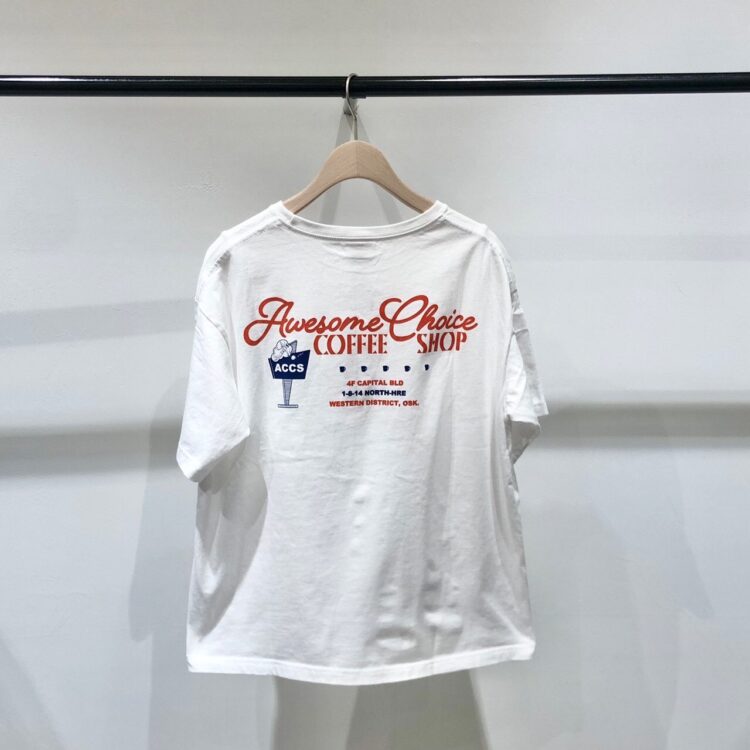 Awesome Choice
COFFEE SHOP
ACCS
4F CAPITAL BLD
1-8-14 NORTH-HRE
WESTERN DISTRICT, OSK.